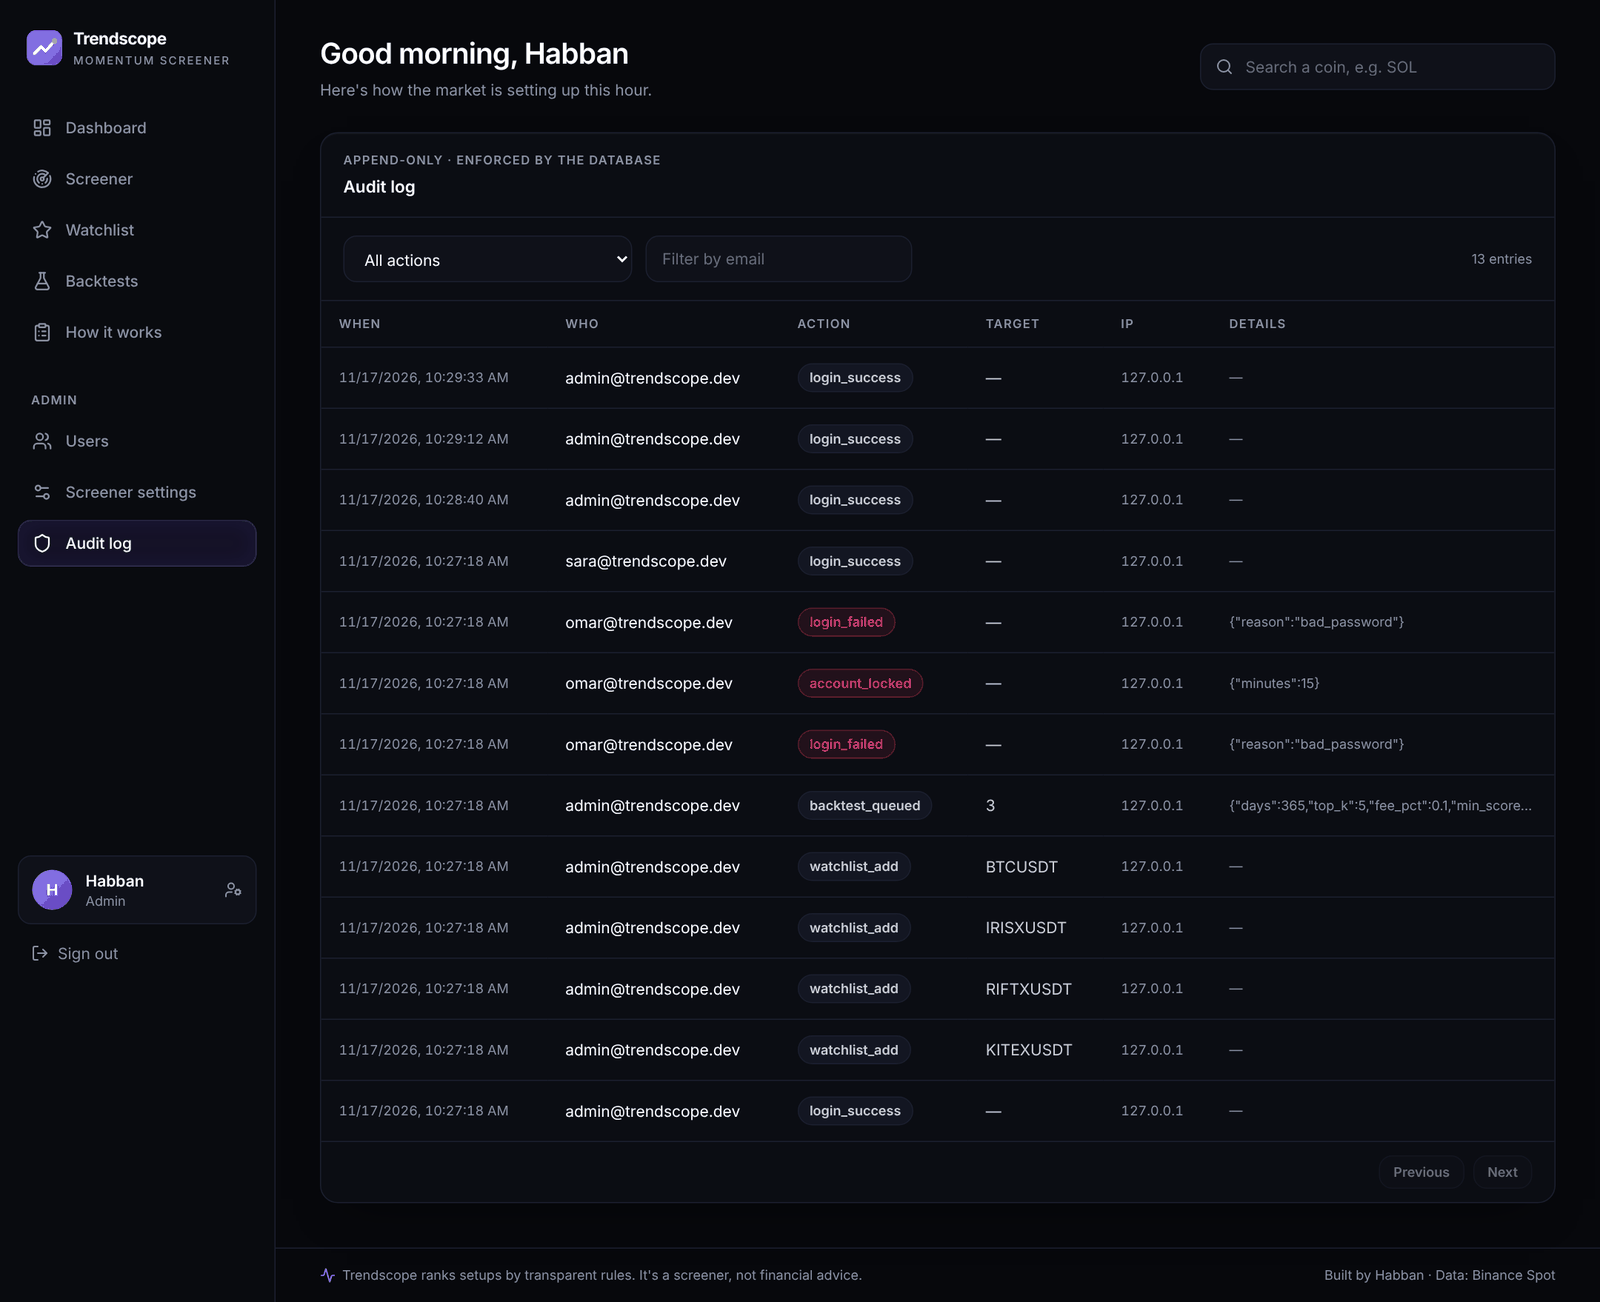 Trendscope
MOMENTUM SCREENER
Dashboard
Screener
Watchlist
Backtests
How it works
ADMIN
Users
Screener settings
Audit log
H
Habban
Admin
Sign out
Good morning, Habban
Here's how the market is setting up this hour.
Search a coin, e.g. SOL
APPEND-ONLY · ENFORCED BY THE DATABASE
Audit log
All actions
Filter by email
13 entries
WHEN WHO ACTION TARGET IP DETAILS
11/17/2026, 10:29:33 AM admin@trendscope.dev login_success — 127.0.0.1 —
11/17/2026, 10:29:12 AM admin@trendscope.dev login_success — 127.0.0.1 —
11/17/2026, 10:28:40 AM admin@trendscope.dev login_success — 127.0.0.1 —
11/17/2026, 10:27:18 AM sara@trendscope.dev login_success — 127.0.0.1 —
11/17/2026, 10:27:18 AM omar@trendscope.dev login_failed — 127.0.0.1 {"reason":"bad_password"}
11/17/2026, 10:27:18 AM omar@trendscope.dev account_locked — 127.0.0.1 {"minutes":15}
11/17/2026, 10:27:18 AM omar@trendscope.dev login_failed — 127.0.0.1 {"reason":"bad_password"}
11/17/2026, 10:27:18 AM admin@trendscope.dev backtest_queued 3 127.0.0.1 {"days":365,"top_k":5,"fee_pct":0.1,"min_score...
11/17/2026, 10:27:18 AM admin@trendscope.dev watchlist_add BTCUSDT 127.0.0.1 —
11/17/2026, 10:27:18 AM admin@trendscope.dev watchlist_add IRISXUSDT 127.0.0.1 —
11/17/2026, 10:27:18 AM admin@trendscope.dev watchlist_add RIFTXUSDT 127.0.0.1 —
11/17/2026, 10:27:18 AM admin@trendscope.dev watchlist_add KITEXUSDT 127.0.0.1 —
11/17/2026, 10:27:18 AM admin@trendscope.dev login_success — 127.0.0.1 —
Previous Next
Trendscope ranks setups by transparent rules. It's a screener, not financial advice.
Built by Habban · Data: Binance Spot